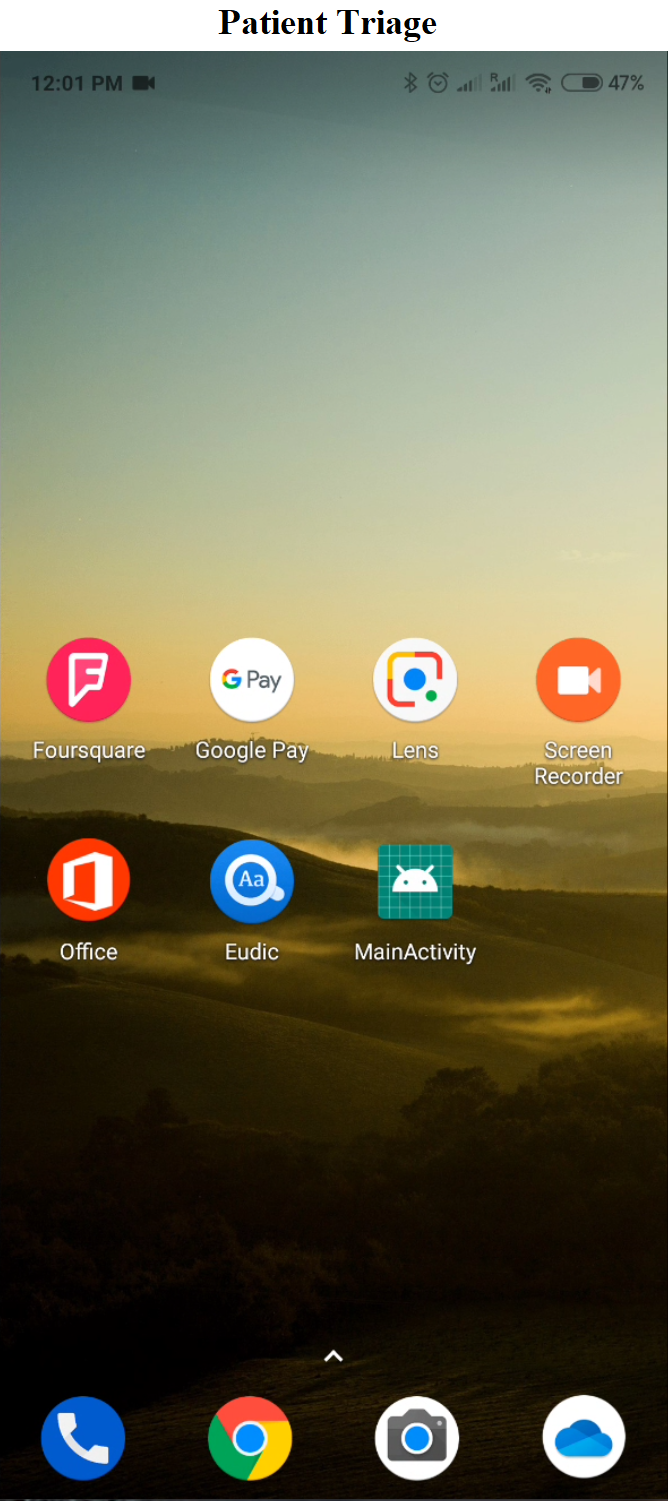 Patient Triage
12:01 PM
R
47%
G Pay
Foursquare
Google Pay
Lens
Screen
Recorder
Aa
Office
Eudic
MainActivity